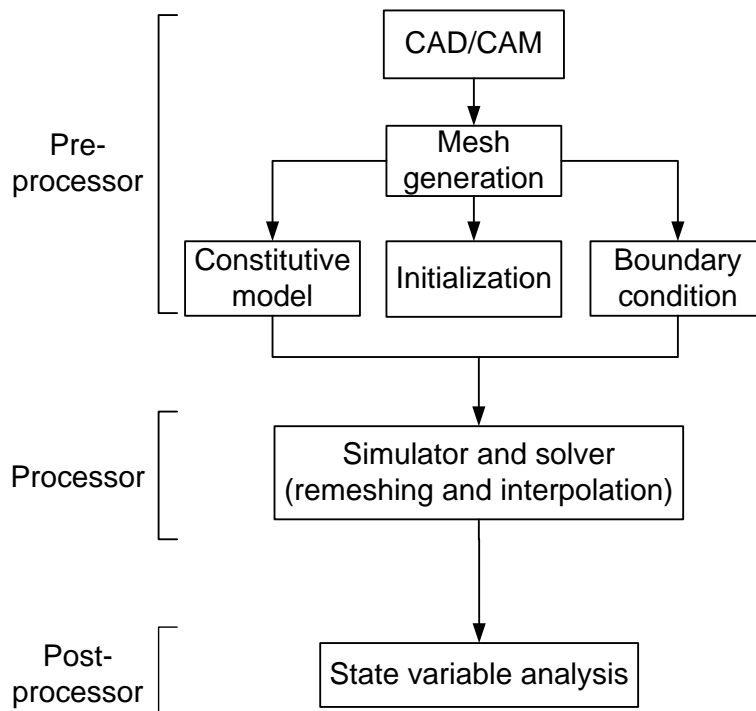 CAD/CAM
Pre-
processor
Mesh
generation
Constitutive
model
Initialization
Boundary
condition
Processor
Simulator and solver
(remeshing and interpolation)
Post-
processor
State variable analysis